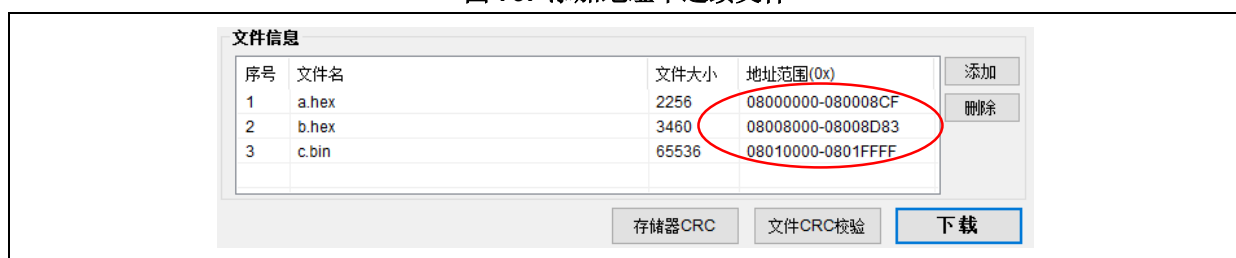 文件信息
序号 文件名 文件大小 地址范围(0x)
1 a.hex 2256 08000000-080008CF
2 b.hex 3460 08008000-08008D83
3 c.bin 65536 08010000-0801FFFF
添加
删除
存储器CRC 文件CRC校验 下载